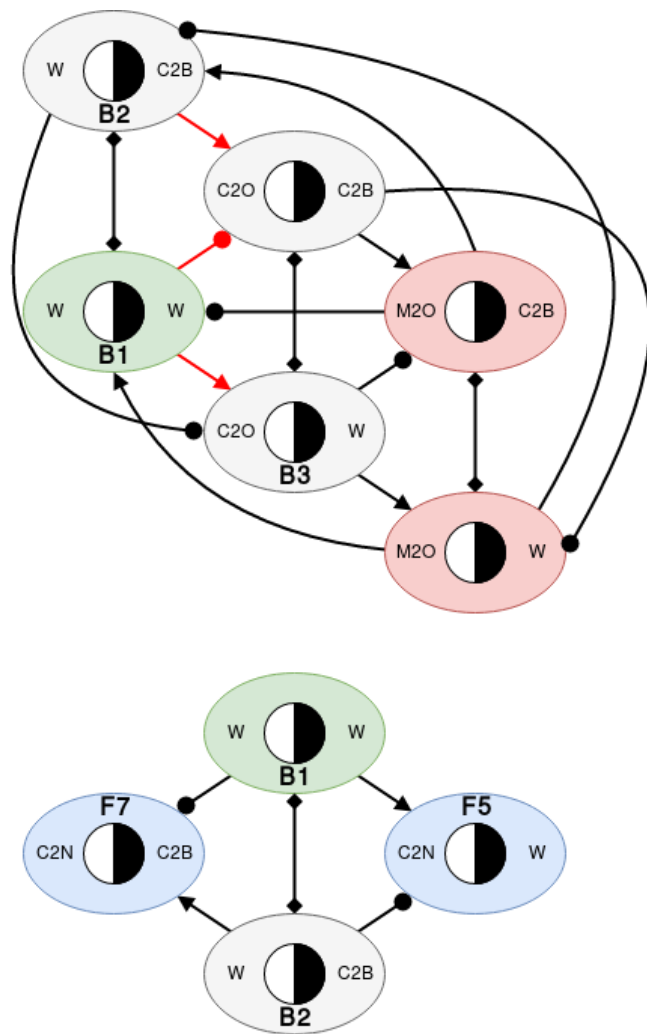 W C2B
B2
C2O C2B
W W
B1
M2O C2B
C2O W
B3
M2O W
W W
B1
F7 F5
C2N C2B C2N W
W C2B
B2